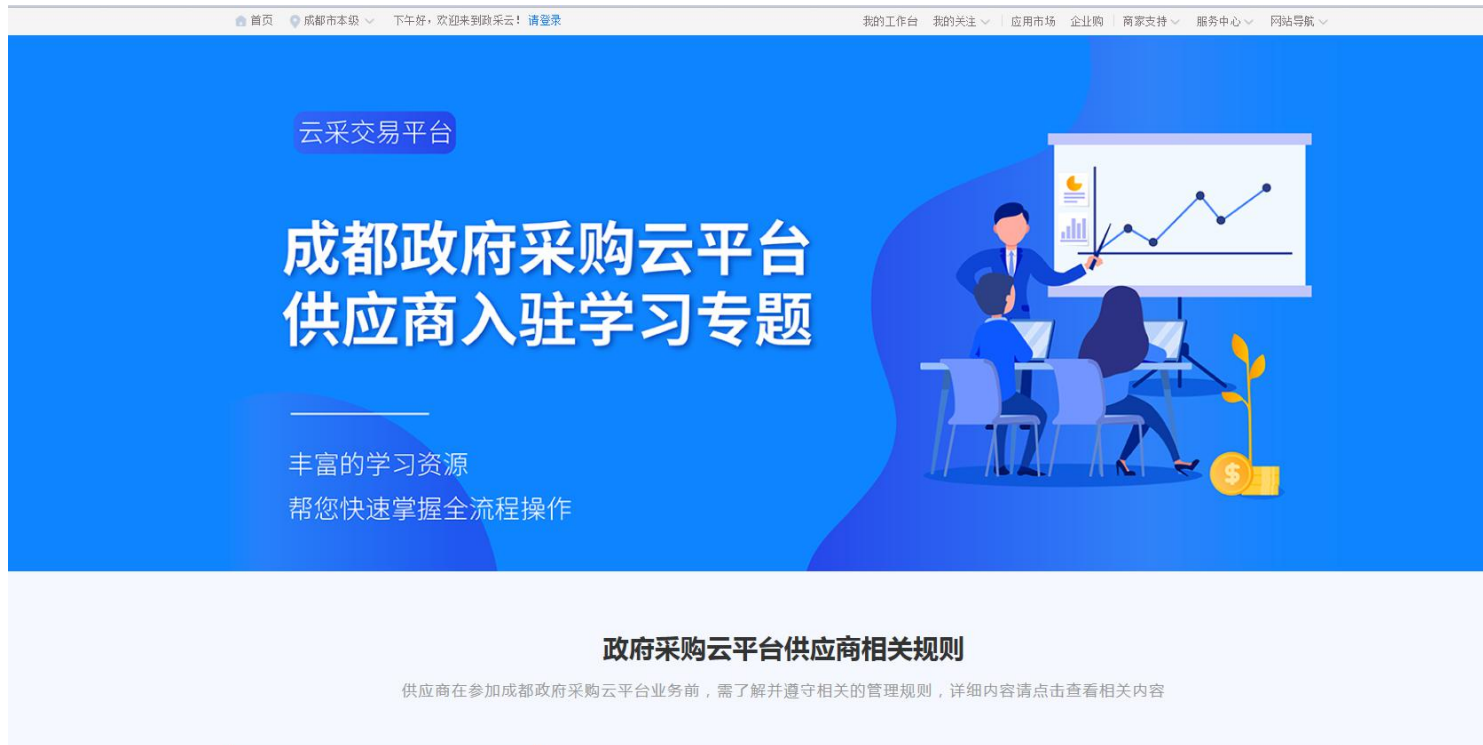 首页 成都市本级 下午好，欢迎来到政采云！ 请登录 我的工作台 我的关注 应用市场 企业购 商家支持 服务中心 网站导航
云采交易平台
成都政府采购云平台
供应商入驻学习专题
丰富的学习资源
帮您快速掌握全流程操作
政府采购云平台供应商相关规则
供应商在参加成都政府采购云平台业务前，需了解并遵守相关的管理规则，详细内容请点击查看相关内容